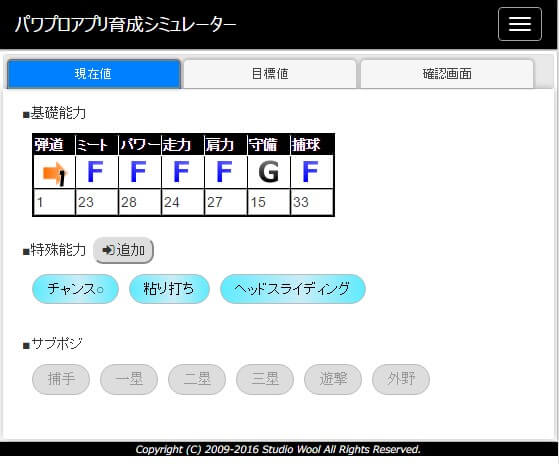 パワプロアプリ育成シミュレーター
現在値 目標値 確認画面
■基礎能力
弾道 ミート パワー 走力 肩力 守備 捕球
1 F F F F G F
1 23 28 24 27 15 33
■特殊能力 追加
チャンス○ 粘り打ち ヘッドスライディング
■サブポジ
捕手 一塁 二塁 三塁 遊撃 外野
Copyright (C) 2009-2016 Studio Wool All Rights Reserved.